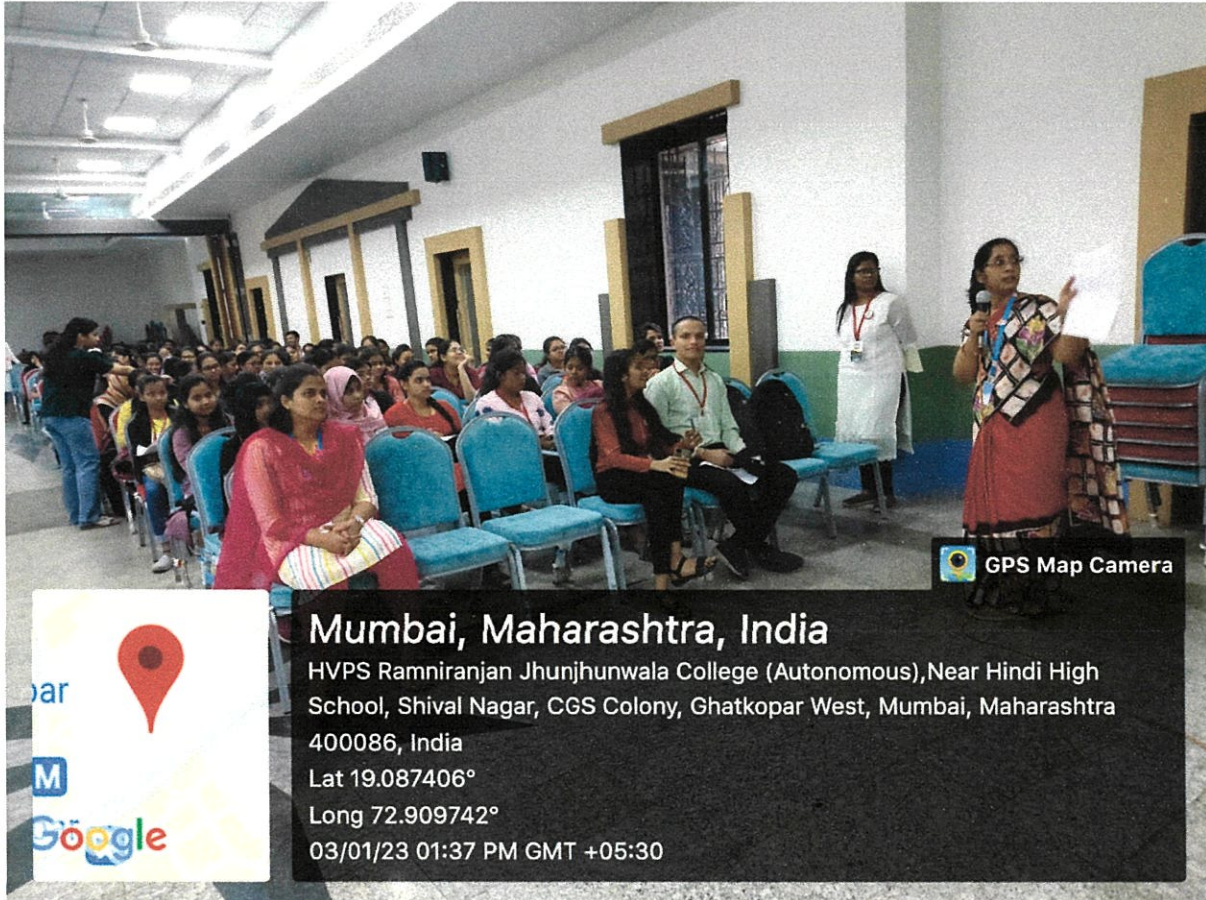 GPS Map Camera
Mumbai, Maharashtra, India
HVPS Ramniranjan Jhunjhunwala College (Autonomous),Near Hindi High
School, Shival Nagar, CGS Colony, Ghatkopar West, Mumbai, Maharashtra
400086, India
Lat 19.087406°
Long 72.909742°
03/01/23 01:37 PM GMT +05:30
par
M
Google